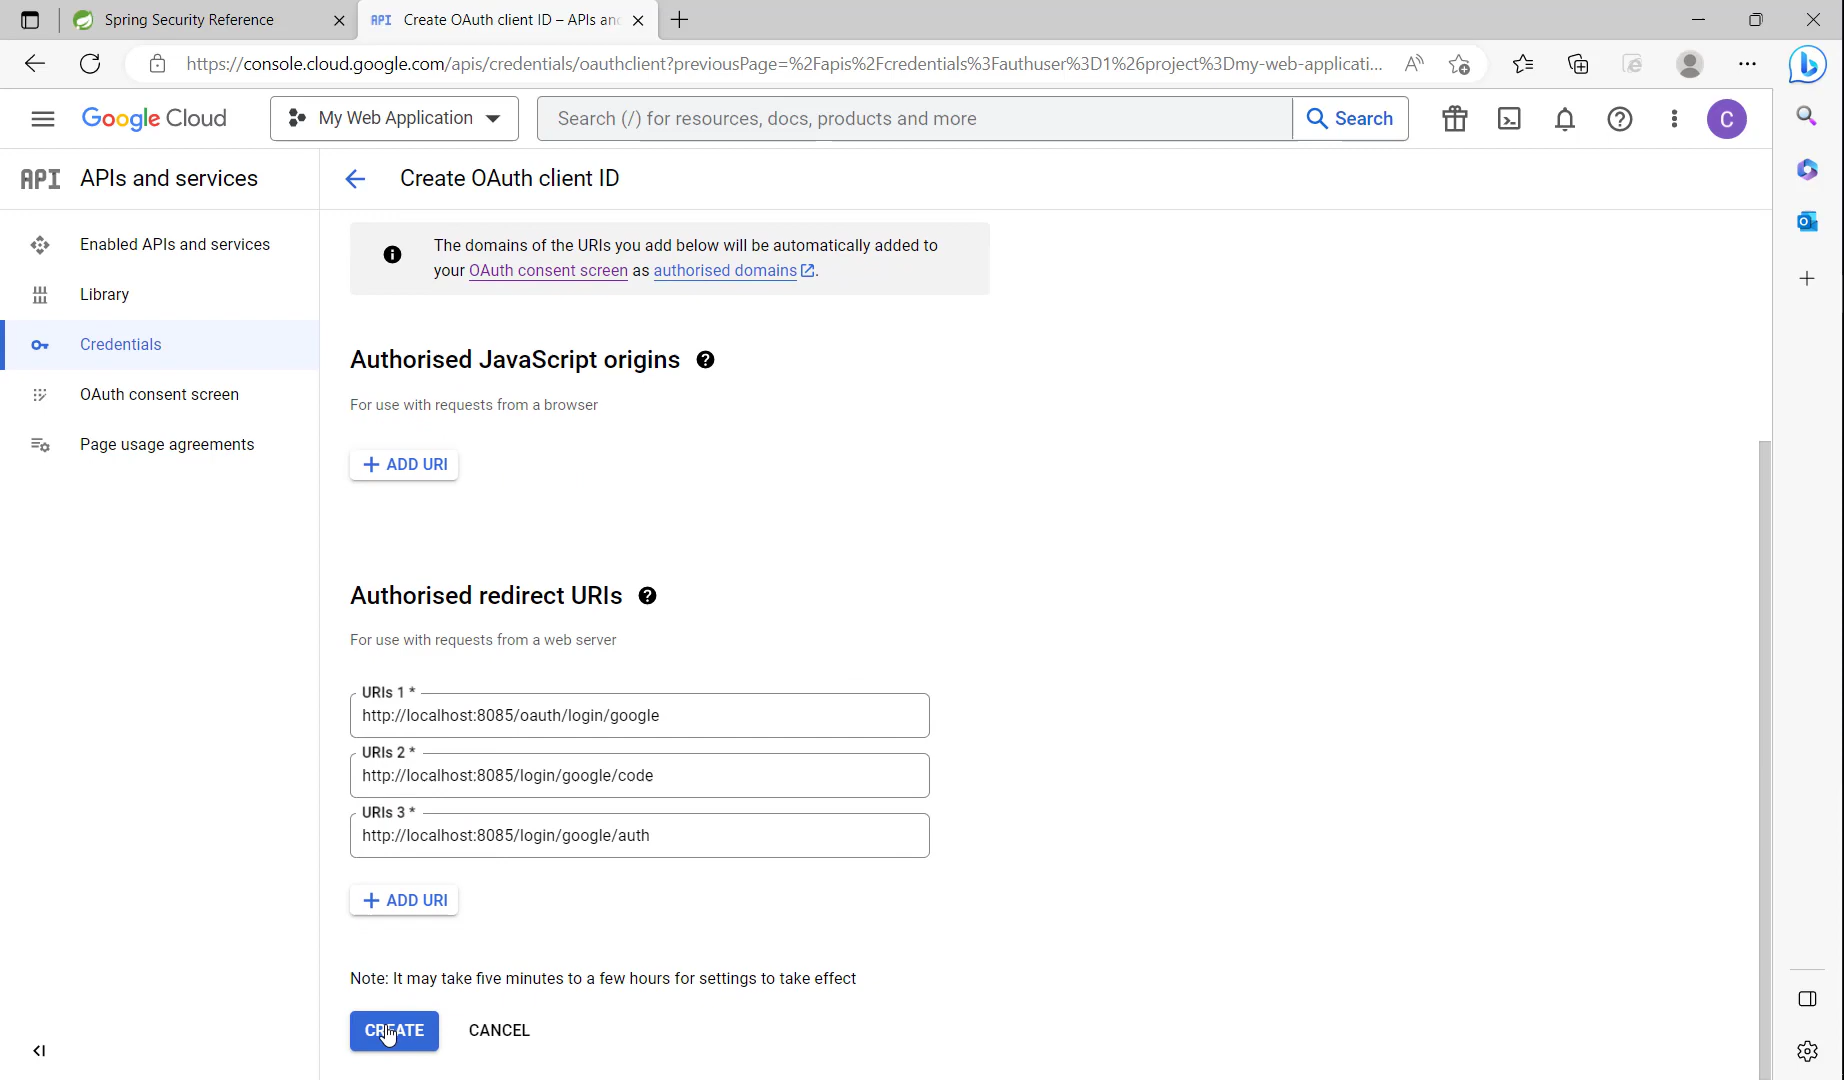 Spring Security Reference
API Create OAuth client ID – APIs an
https://console.cloud.google.com/apis/credentials/oauthclient?previousPage=%2Fapis%2Fcredentials%3Fauthuser%3D1%26project%3Dmy-web-applicati...
Google Cloud
My Web Application
Search (/) for resources, docs, products and more
Search
C
API APIs and services
Create OAuth client ID
Enabled APIs and services
Library
Credentials
OAuth consent screen
Page usage agreements
The domains of the URIs you add below will be automatically added to
your OAuth consent screen as authorised domains.
Authorised JavaScript origins
For use with requests from a browser
+ ADD URI
Authorised redirect URIs
For use with requests from a web server
URIs 1 *
http://localhost:8085/oauth/login/google
URIs 2 *
http://localhost:8085/login/google/code
URIs 3 *
http://localhost:8085/login/google/auth
+ ADD URI
Note: It may take five minutes to a few hours for settings to take effect
CREATE
CANCEL